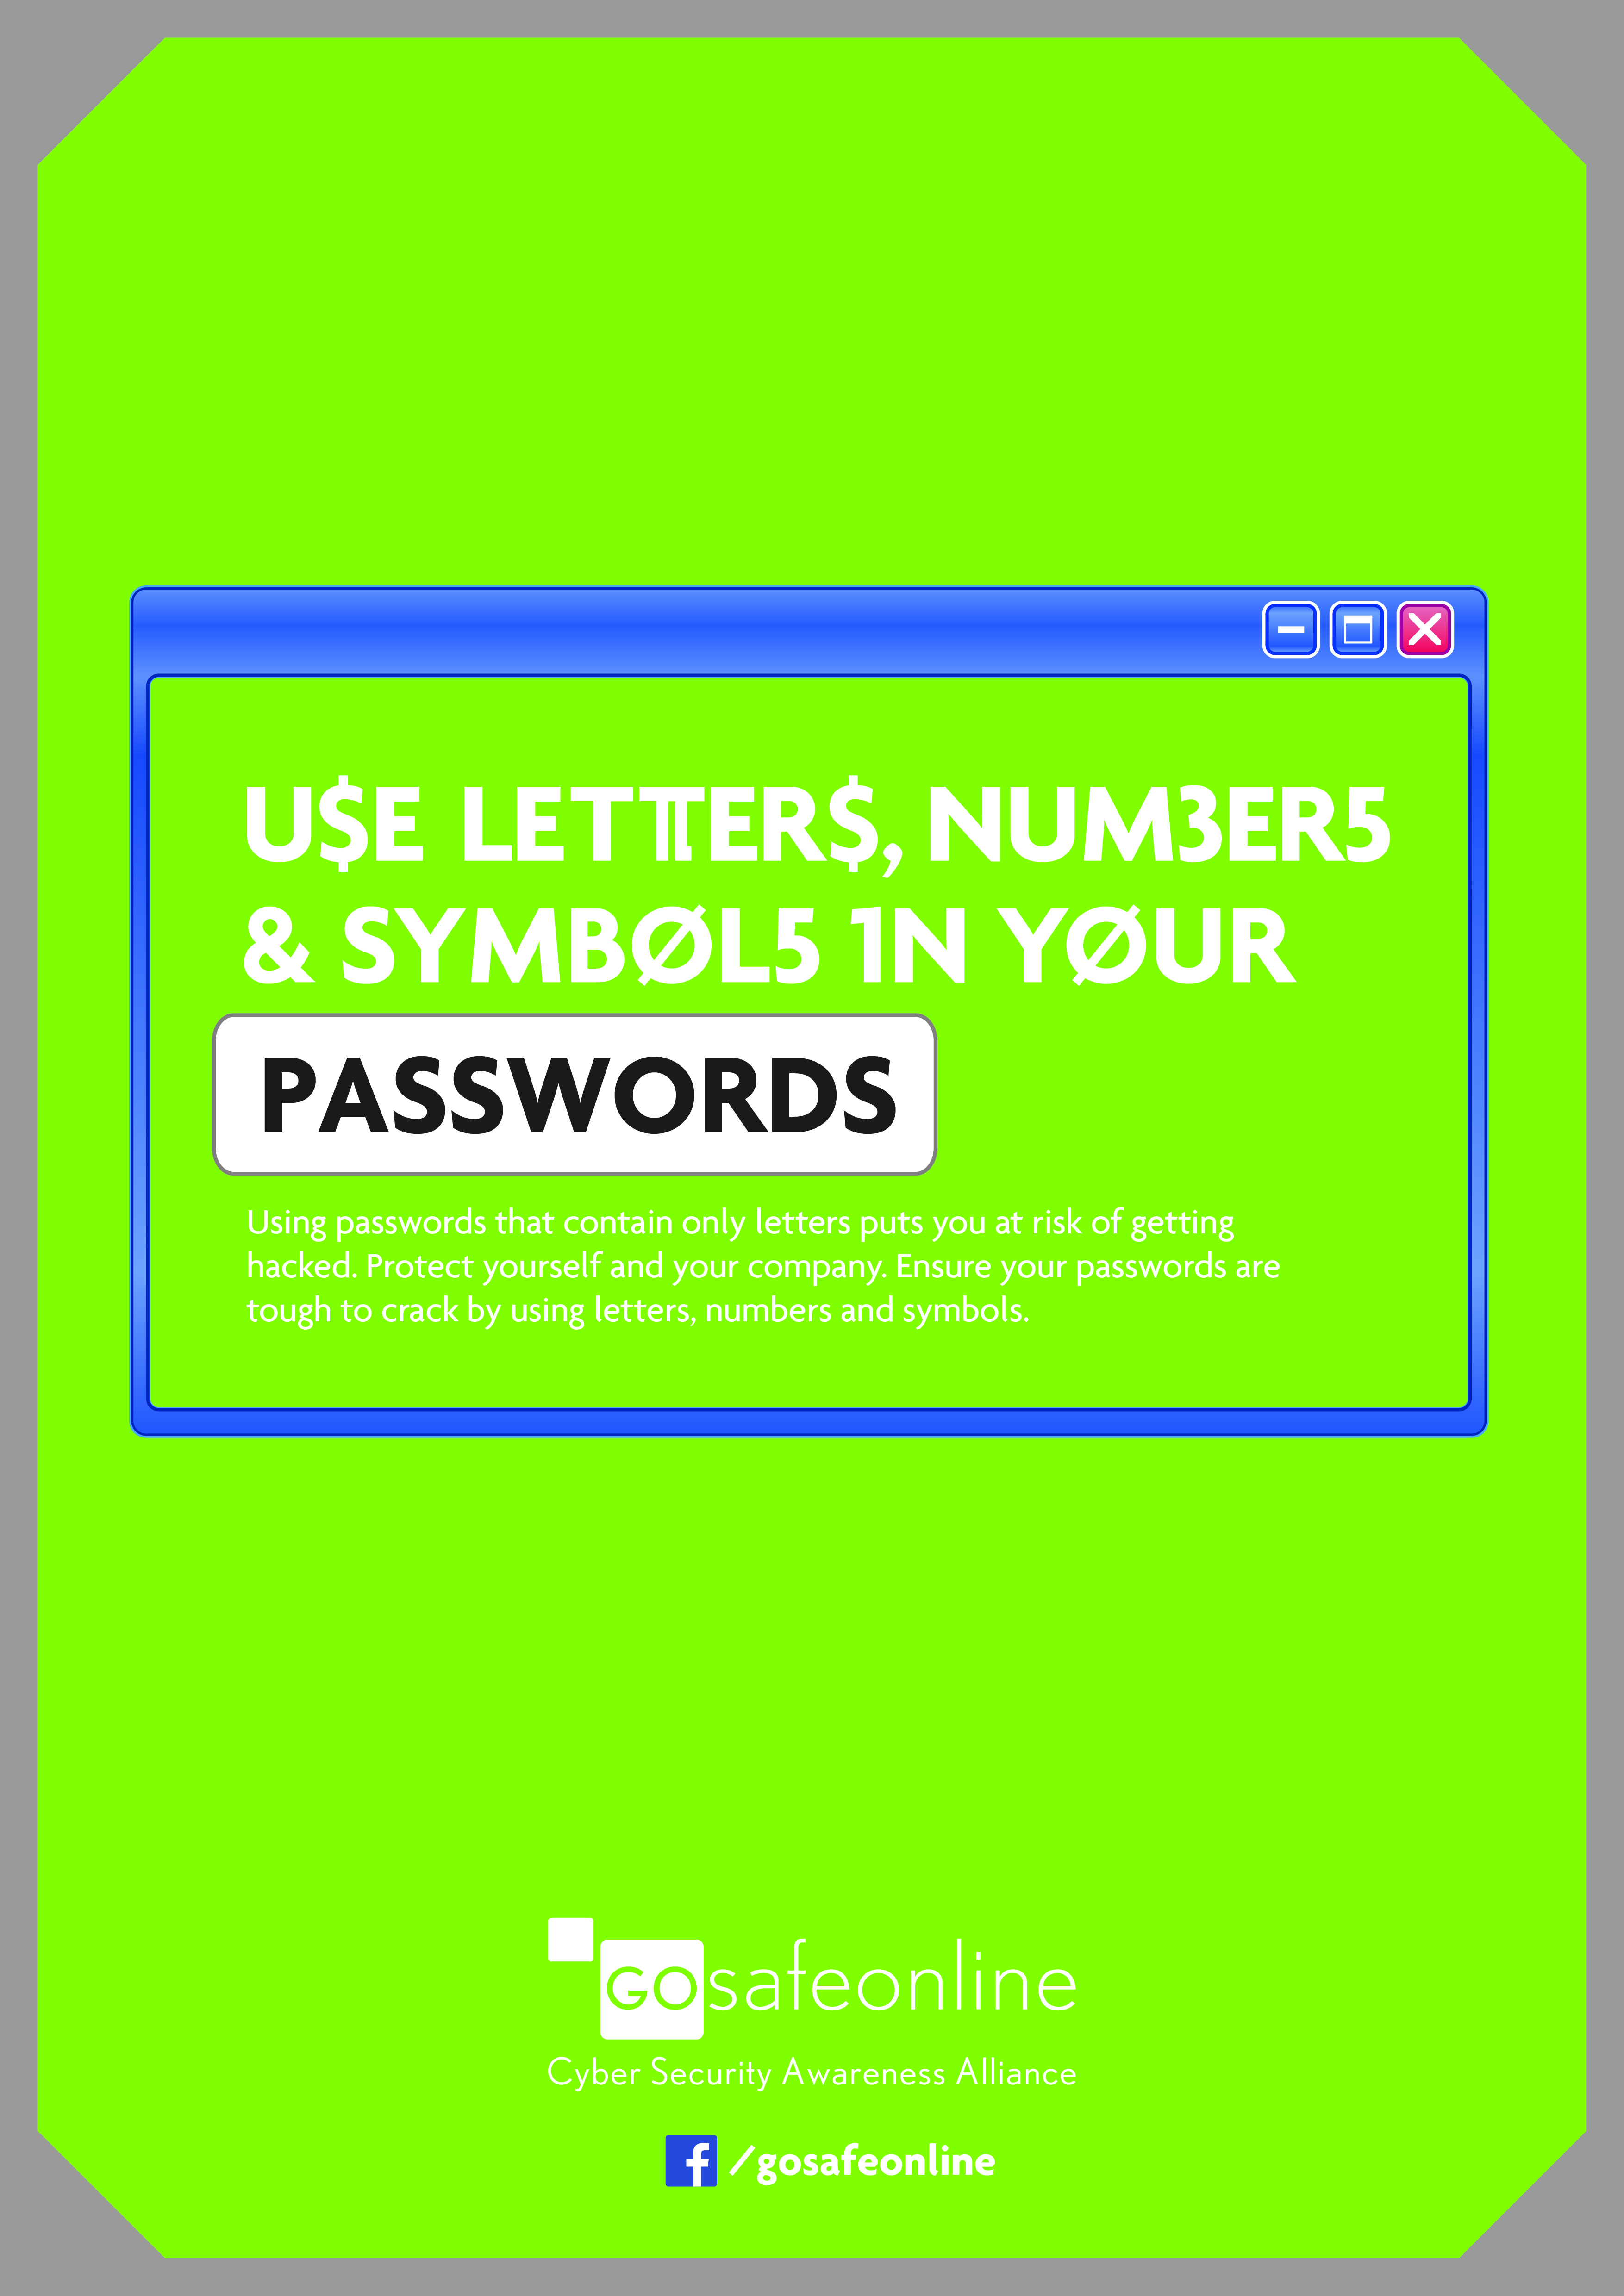 U$E LETTER$, NUM3ER5
& SYMBØL5 1N YØUR
PASSWORDS
Using passwords that contain only letters puts you at risk of getting
hacked. Protect yourself and your company. Ensure your passwords are
tough to crack by using letters, numbers and symbols.
GOsafeonline
Cyber Security Awareness Alliance
f /gosafeonline